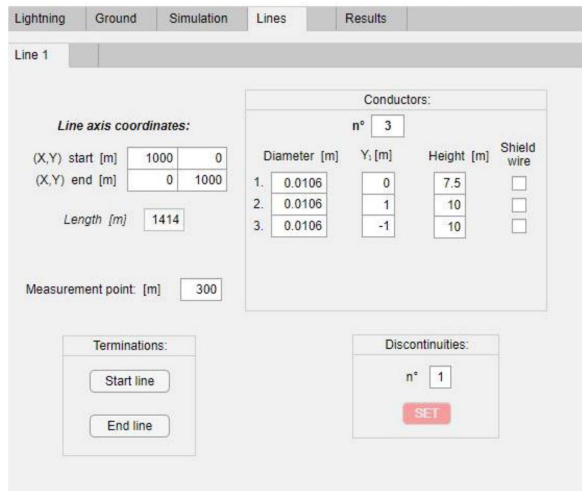 Lightning Ground Simulation Lines Results
Line 1
Line axis coordinates:
(X,Y) start [m] 1000 0
(X,Y) end [m] 0 1000
Length [m] 1414
Measurement point: [m] 300
Conductors:
n° 3
Diameter [m] Yᵢ [m] Height [m] Shield wire
1. 0.0106 0 7.5
2. 0.0106 1 10
3. 0.0106 -1 10
Terminations:
Start line
End line
Discontinuities:
n° 1
SET